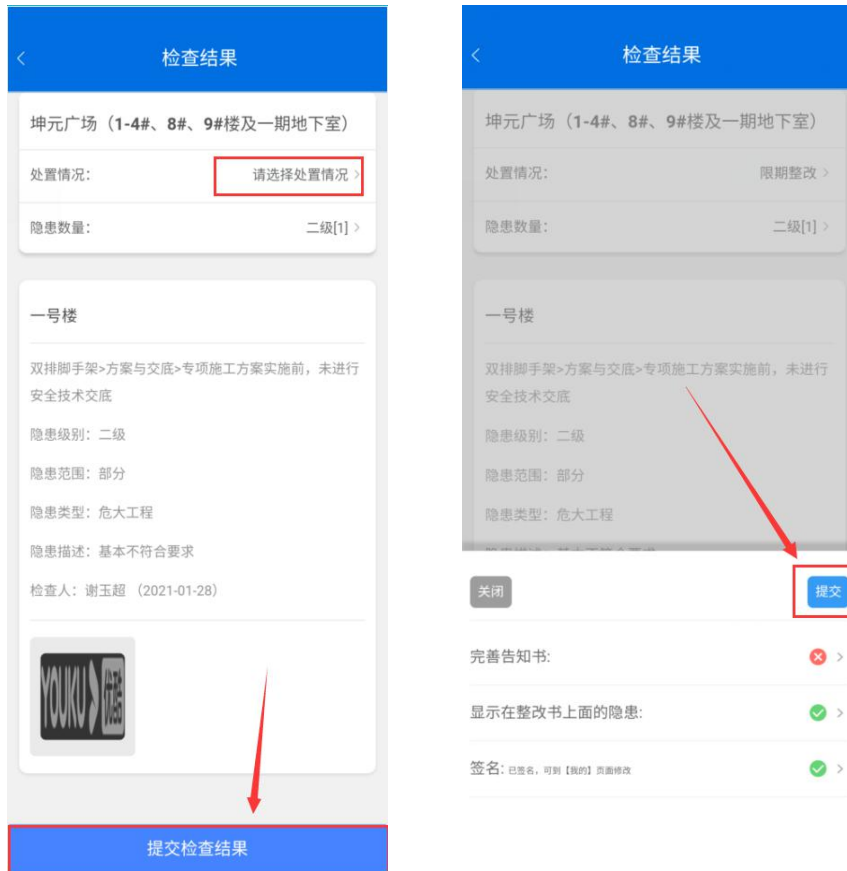 检查结果
坤元广场（1-4#、8#、9#楼及一期地下室）
处置情况：
请选择处置情况
隐患数量：
二级[1]
一号楼
双排脚手架>方案与交底>专项施工方案实施前，未进行
安全技术交底
隐患级别：二级
隐患范围：部分
隐患类型：危大工程
隐患描述：基本不符合要求
检查人：谢玉超 （2021-01-28）
YOUKU 优酷
提交检查结果
检查结果
坤元广场（1-4#、8#、9#楼及一期地下室）
处置情况：
限期整改
隐患数量：
二级[1]
一号楼
双排脚手架>方案与交底>专项施工方案实施前，未进行
安全技术交底
隐患级别：二级
隐患范围：部分
隐患类型：危大工程
关闭
提交
完善告知书:
显示在整改书上面的隐患:
签名: 已签名，可到【我的】页面修改